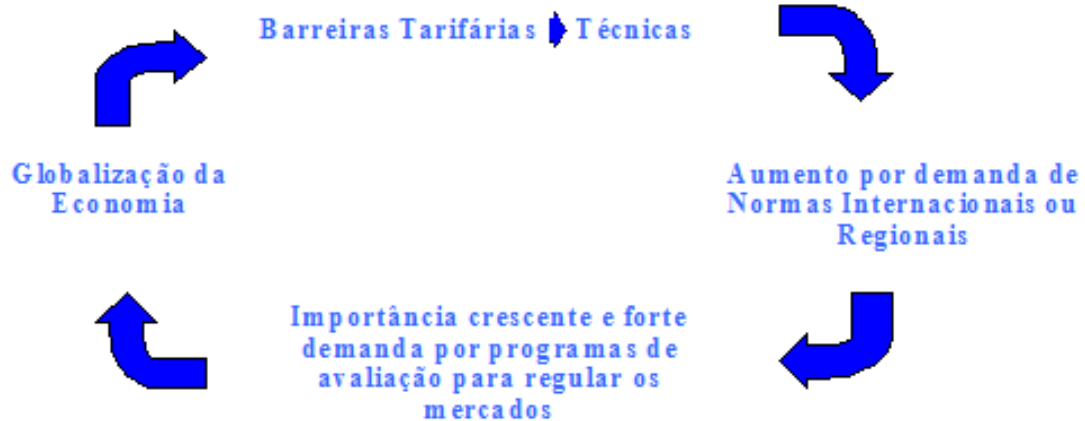 Barreiras Tarifárias Técnicas
Globalização da
Economia
Aumento por demanda de
Normas Internacionais ou
Regionais
Importância crescente e forte
demanda por programas de
avaliação para regular os
mercados